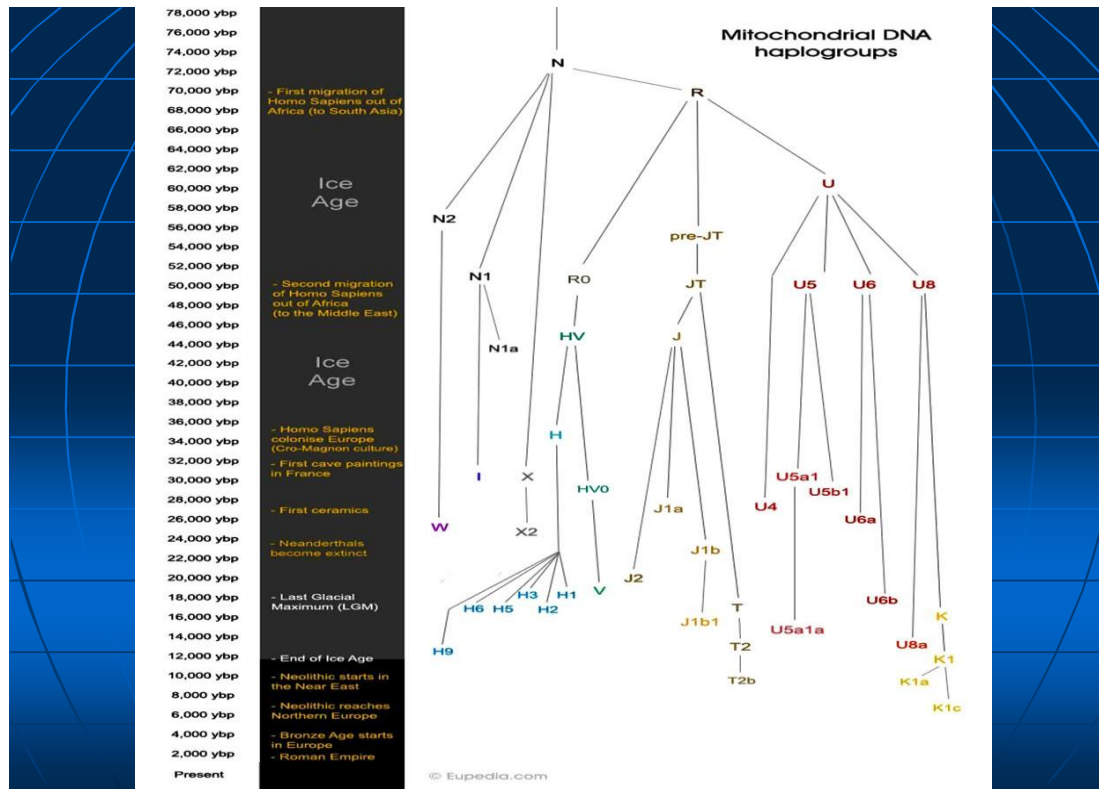 Mitochondrial DNA
haplogroups
78,000 ybp
76,000 ybp
74,000 ybp
72,000 ybp
70,000 ybp
68,000 ybp
66,000 ybp
64,000 ybp
62,000 ybp
60,000 ybp
58,000 ybp
56,000 ybp
54,000 ybp
52,000 ybp
50,000 ybp
48,000 ybp
46,000 ybp
44,000 ybp
42,000 ybp
40,000 ybp
38,000 ybp
36,000 ybp
34,000 ybp
32,000 ybp
30,000 ybp
28,000 ybp
26,000 ybp
24,000 ybp
22,000 ybp
20,000 ybp
18,000 ybp
16,000 ybp
14,000 ybp
12,000 ybp
10,000 ybp
8,000 ybp
6,000 ybp
4,000 ybp
2,000 ybp
Present
- First migration of
Homo Sapiens out of
Africa (to South Asia)
Ice
Age
- Second migration
of Homo Sapiens
out of Africa
(to the Middle East)
Ice
Age
- Homo Sapiens
colonise Europe
(Cro-Magnon culture)
- First cave paintings
in France
- First ceramics
- Neanderthals
become extinct
- Last Glacial
Maximum (LGM)
- End of Ice Age
- Neolithic starts in
the Near East
- Neolithic reaches
Northern Europe
- Bronze Age starts
in Europe
- Roman Empire
N
R
U
N2
pre-JT
N1
R0
JT
U5
U6
U8
N1a
HV
J
H
I
X
HV0
U5a1
U5b1
W
X2
J1a
U4
U6a
J1b
J2
V
H6
H5
H3
H2
H1
T
U6b
K
J1b1
U5a1a
H9
T2
U8a
K1
T2b
K1a
K1c
© Eupedia.com